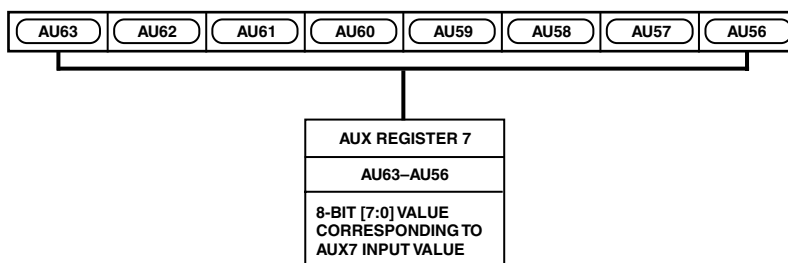 AU63 AU62 AU61 AU60 AU59 AU58 AU57 AU56
AUX REGISTER 7
AU63–AU56
8-BIT [7:0] VALUE
CORRESPONDING TO
AUX7 INPUT VALUE